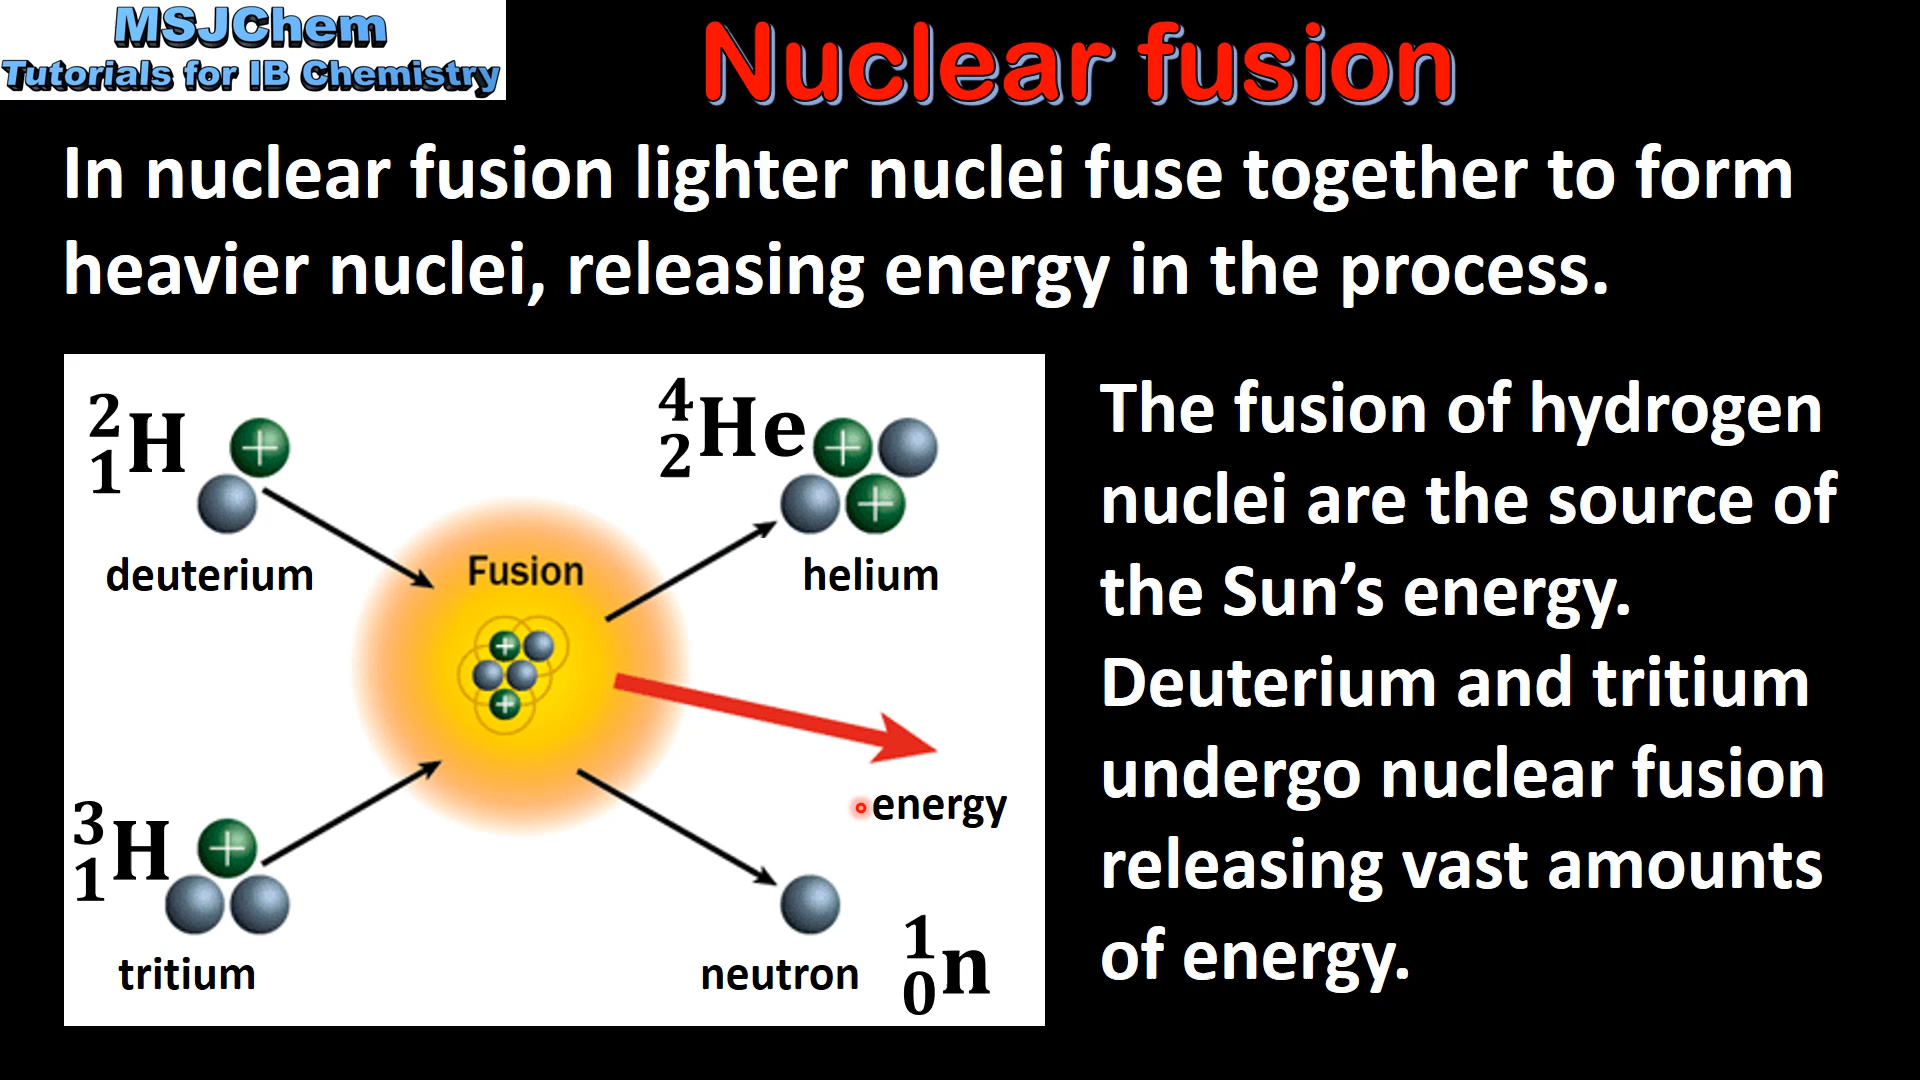 MSJChem
Tutorials for IB Chemistry
Nuclear fusion
In nuclear fusion lighter nuclei fuse together to form
heavier nuclei, releasing energy in the process.
2
1H
deuterium
4
2He
helium
Fusion
energy
3
1H
tritium
neutron
1
0n
The fusion of hydrogen
nuclei are the source of
the Sun’s energy.
Deuterium and tritium
undergo nuclear fusion
releasing vast amounts
of energy.